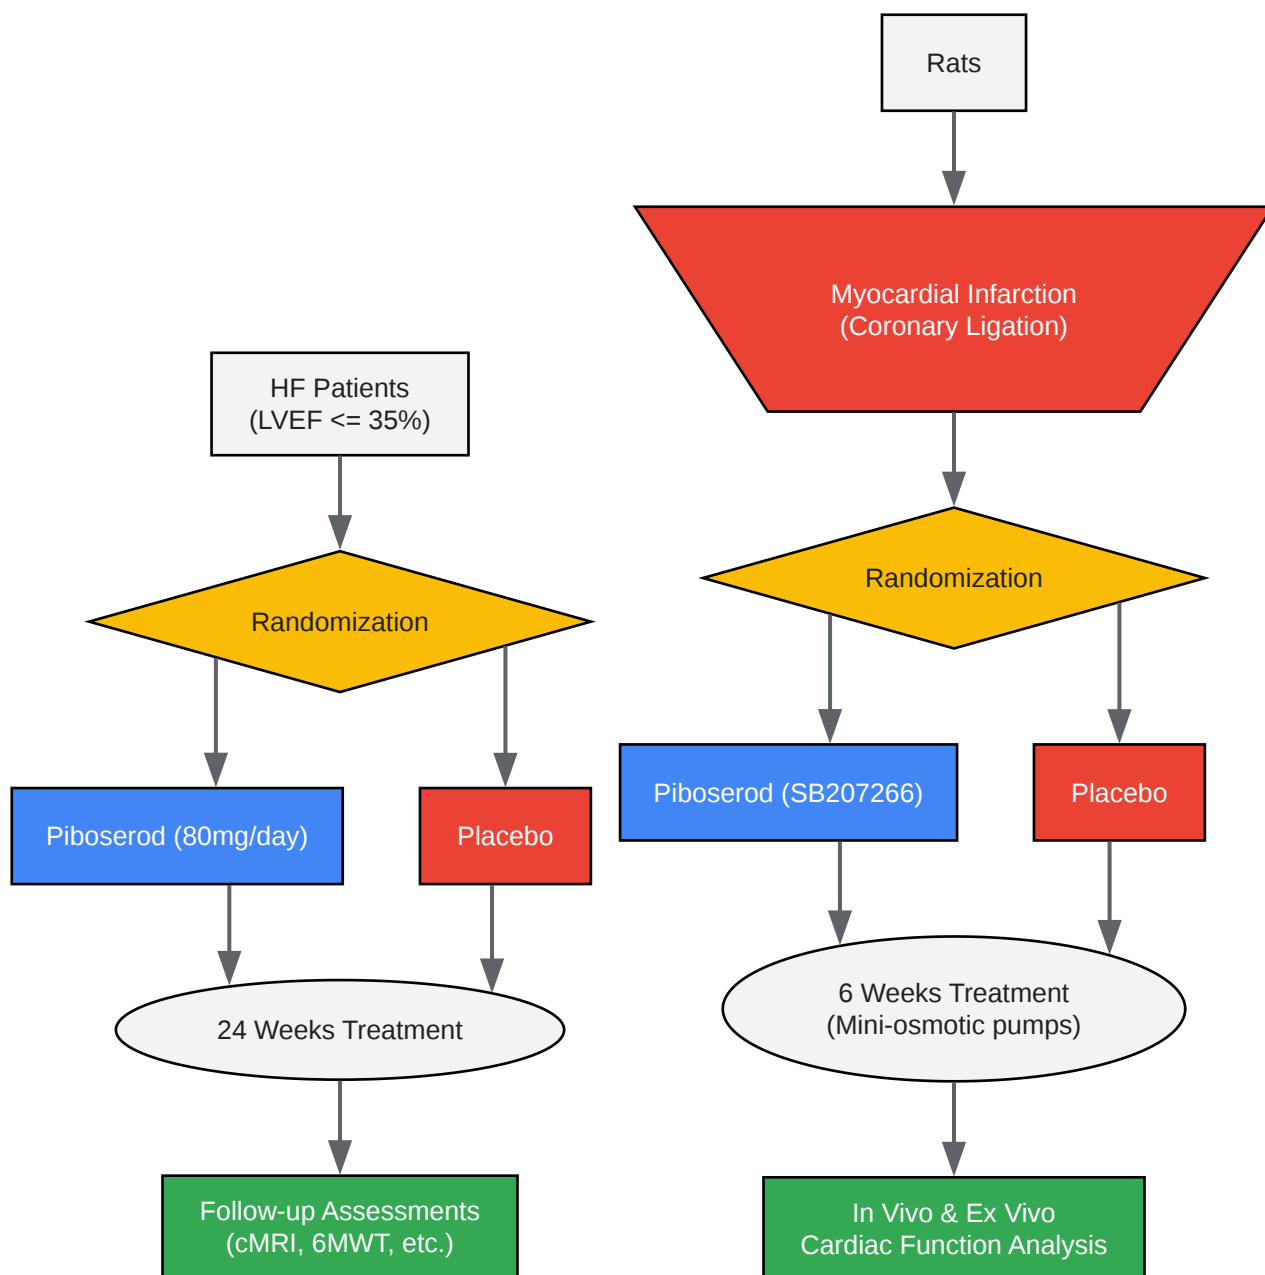 HF Patients
(LVEF <= 35%)
Randomization
Piboserod (80mg/day)
Placebo
24 Weeks Treatment
Follow-up Assessments
(cMRI, 6MWT, etc.)
Rats
Myocardial Infarction
(Coronary Ligation)
Randomization
Piboserod (SB207266)
Placebo
6 Weeks Treatment
(Mini-osmotic pumps)
In Vivo & Ex Vivo
Cardiac Function Analysis